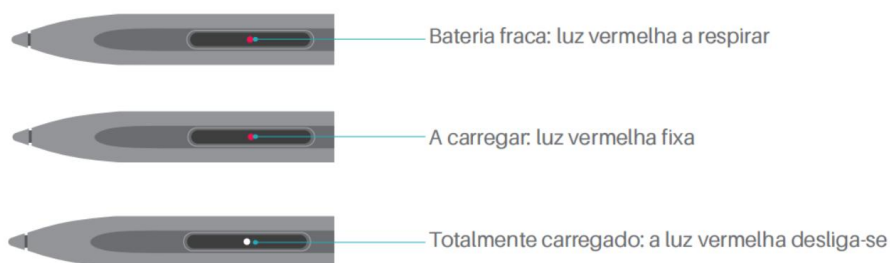 Bateria fraca: luz vermelha a respirar
A carregar: luz vermelha fixa
Totalmente carregado: a luz vermelha desliga-se